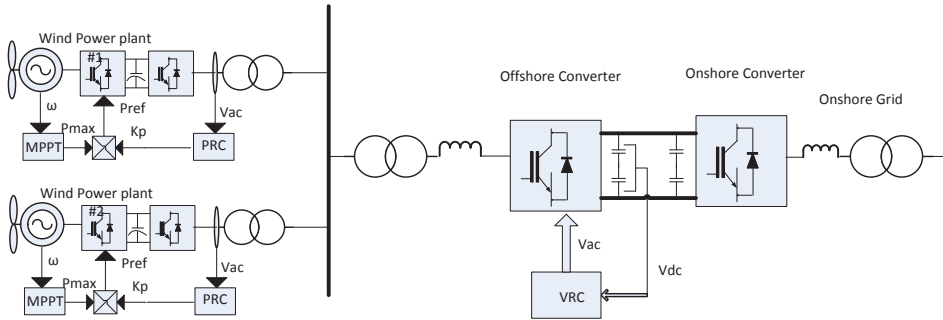 Wind Power plant
#1
ω
Pref
Vac
Pmax
Kp
MPPT
PRC
Wind Power plant
#2
ω
Pref
Vac
Pmax
Kp
MPPT
PRC
Offshore Converter
Onshore Converter
Onshore Grid
Vac
Vdc
VRC